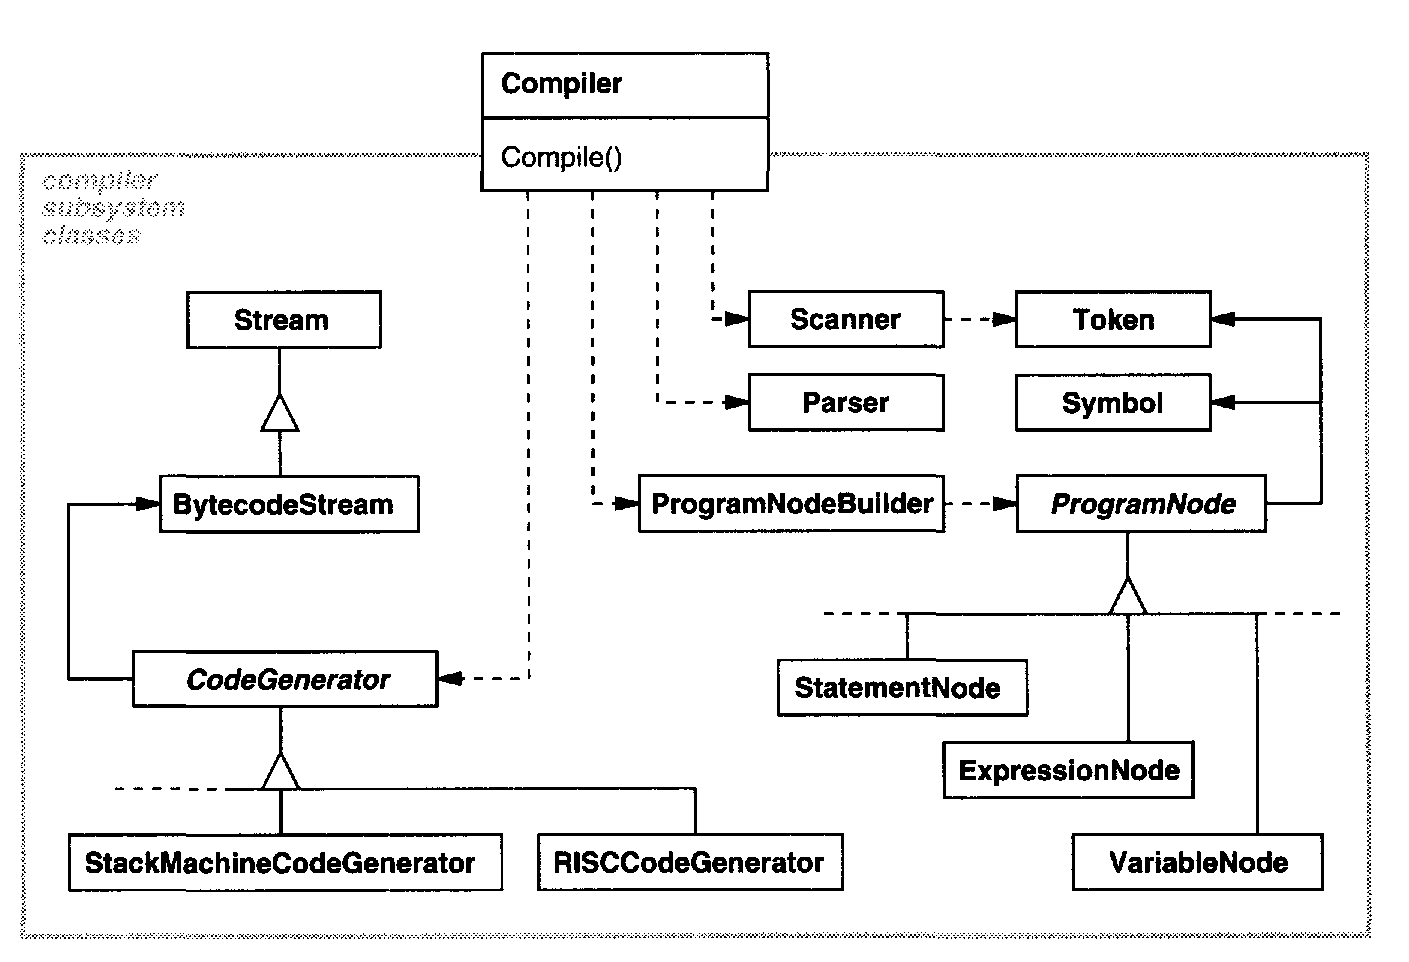 Compiler
Compile()
compiler
subsystem
classes
Stream
Scanner
Token
Parser
Symbol
BytecodeStream
ProgramNodeBuilder
ProgramNode
CodeGenerator
StatementNode
ExpressionNode
StackMachineCodeGenerator
RISCCodeGenerator
VariableNode